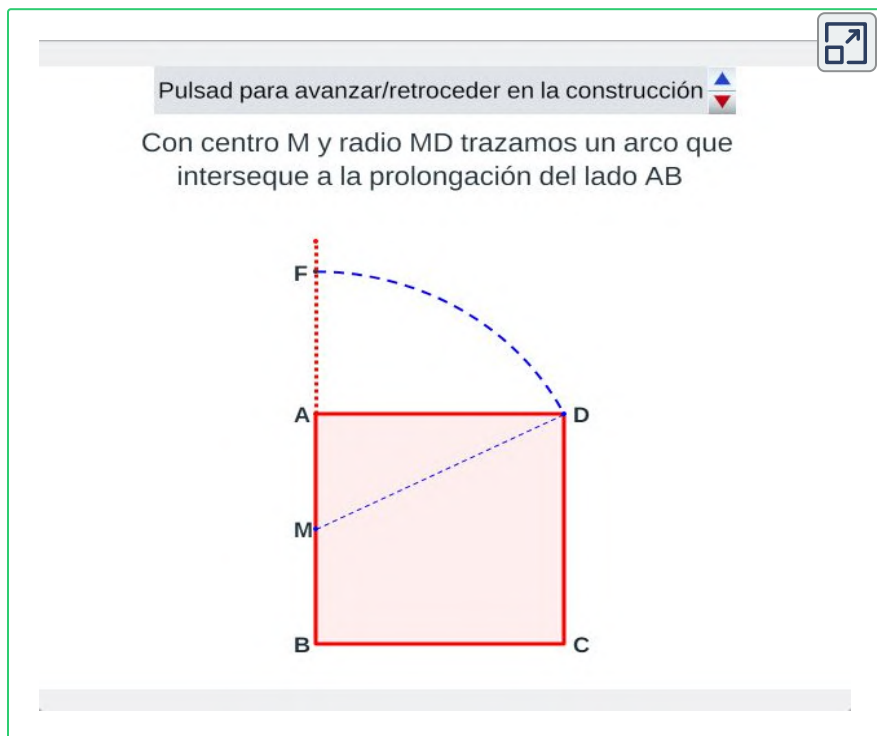 Pulsad para avanzar/retroceder en la construcción
Con centro M y radio MD trazamos un arco que
interseque a la prolongación del lado AB
F
A
D
M
B
C